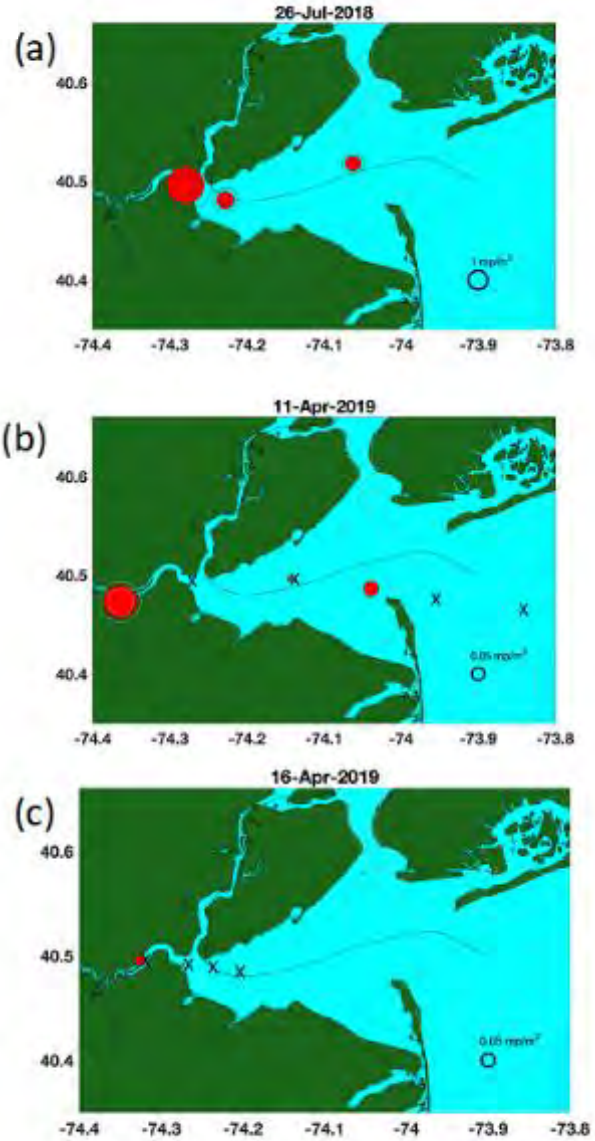 26-Jul-2018
(a)
40.6
40.5
40.4
1 mp/m³
-74.4 -74.3 -74.2 -74.1 -74 -73.9 -73.8
11-Apr-2019
(b)
40.6
40.5
X X X X
40.4
0.05 mp/m³
-74.4 -74.3 -74.2 -74.1 -74 -73.9 -73.8
16-Apr-2019
(c)
40.6
40.5
X X X X
40.4
0.05 mp/m³
-74.4 -74.3 -74.2 -74.1 -74 -73.9 -73.8